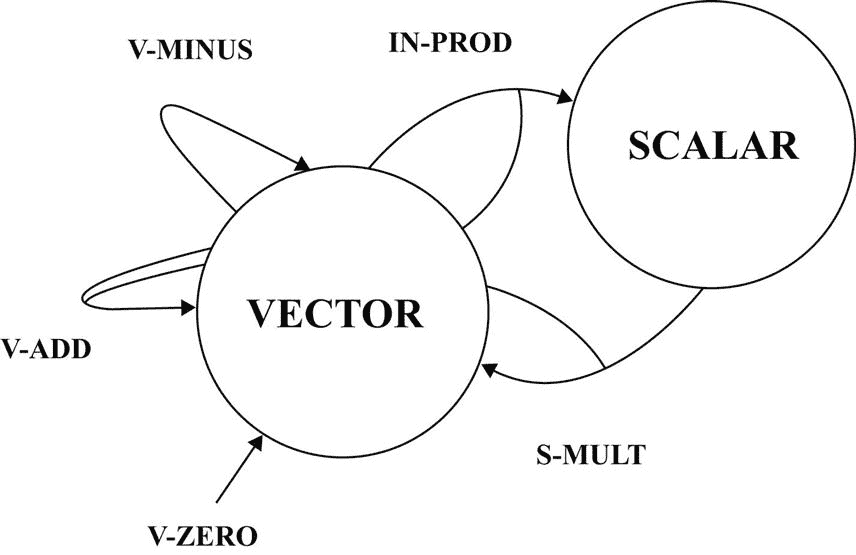 V-MINUS
IN-PROD
SCALAR
VECTOR
V-ADD
S-MULT
V-ZERO